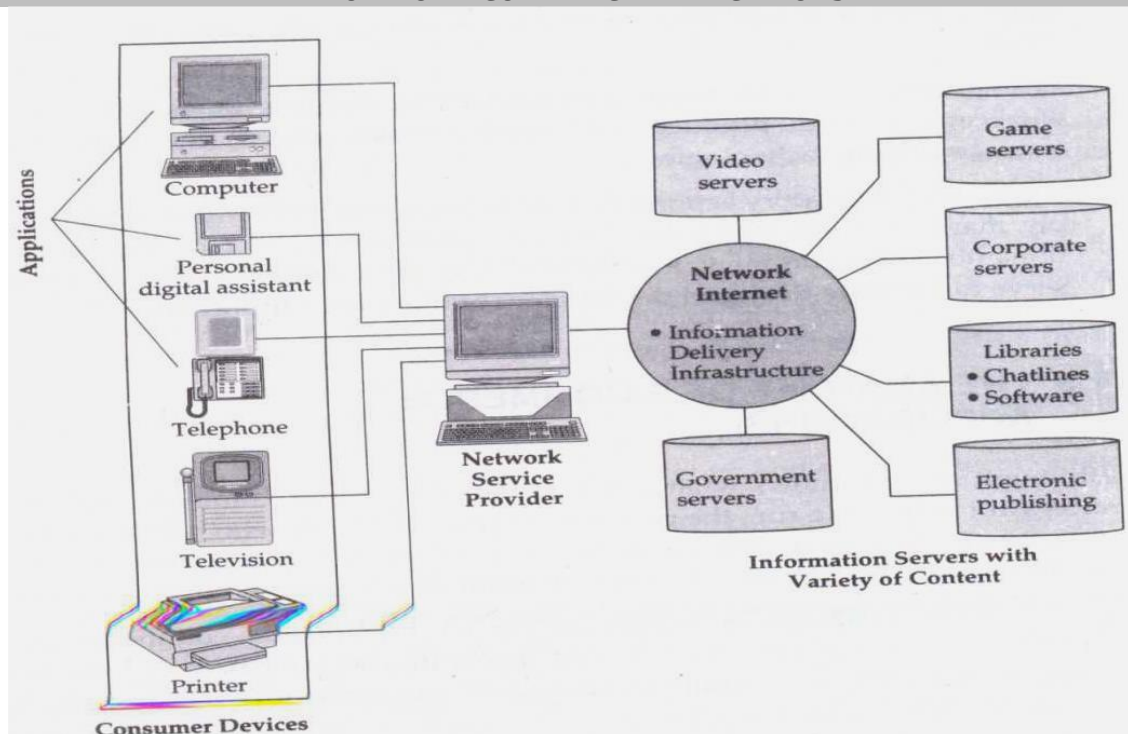 Applications
Computer
Personal
digital assistant
Telephone
Television
Printer
Consumer Devices
Network
Service
Provider
Video
servers
Network
Internet
• Information
Delivery
Infrastructure
Government
servers
Game
servers
Corporate
servers
Libraries
• Chatlines
• Software
Electronic
publishing
Information Servers with
Variety of Content